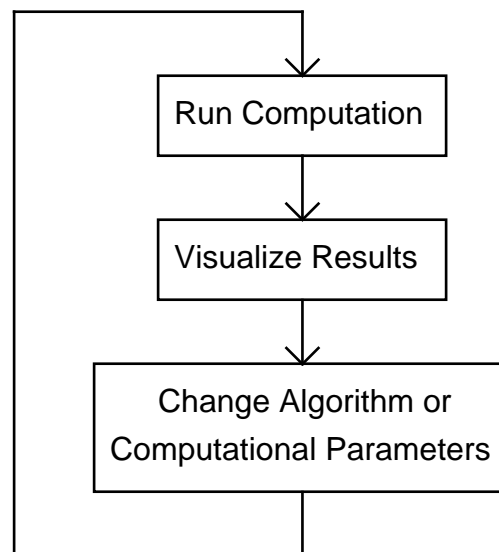 Run Computation
Visualize Results
Change Algorithm or
Computational Parameters